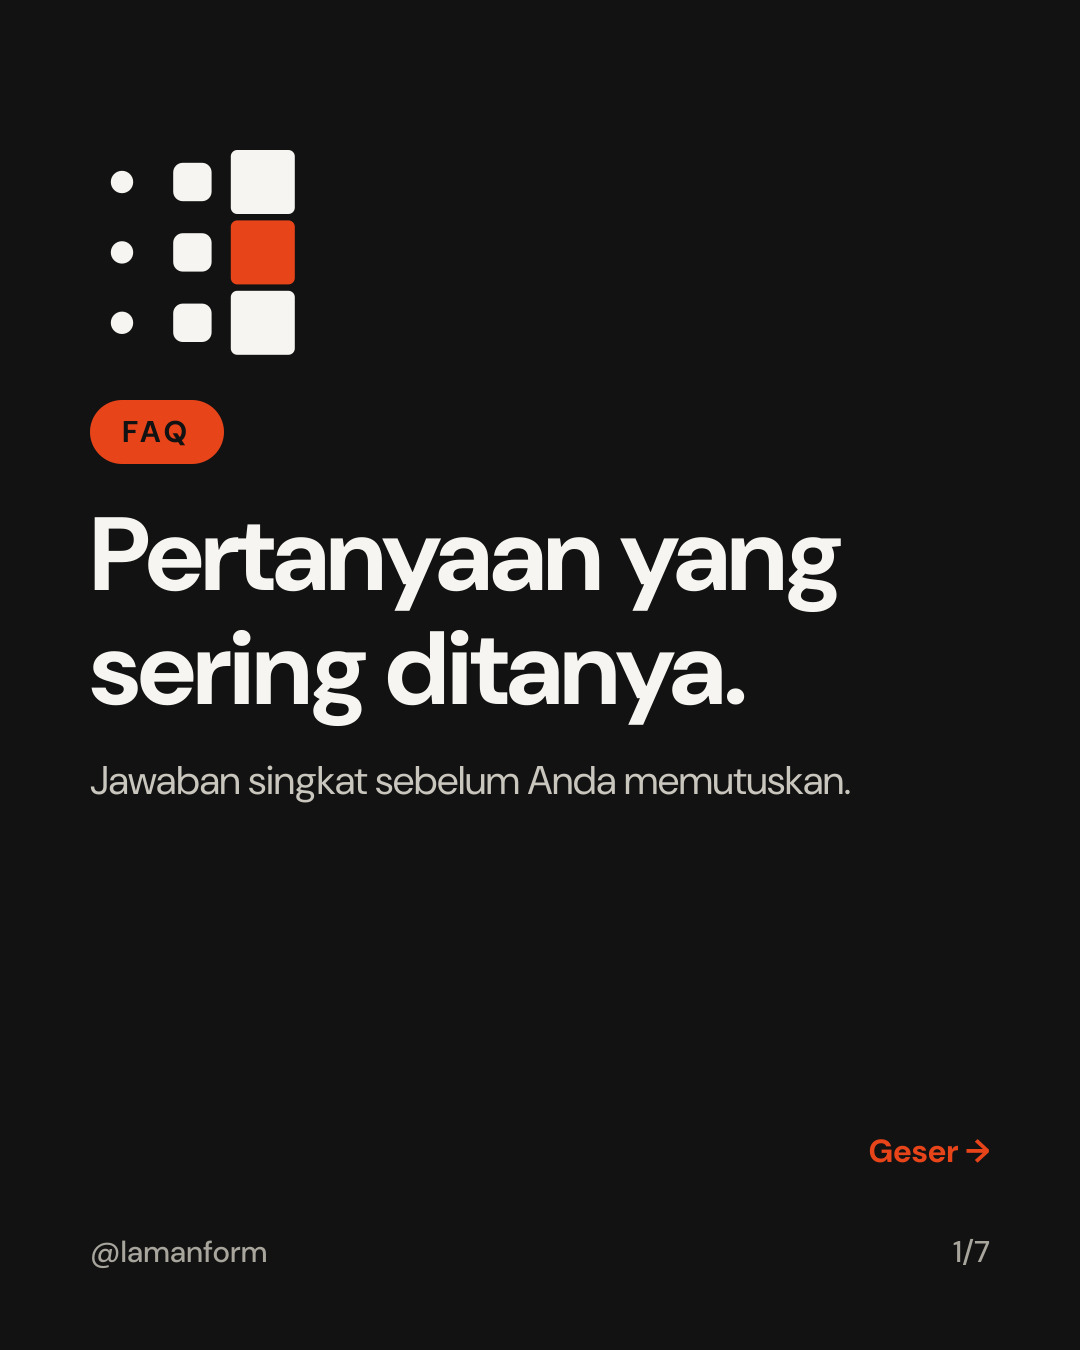 FAQ
Pertanyaan yang
sering ditanya.
Jawaban singkat sebelum Anda memutuskan.
Geser →
@lamanform
1/7